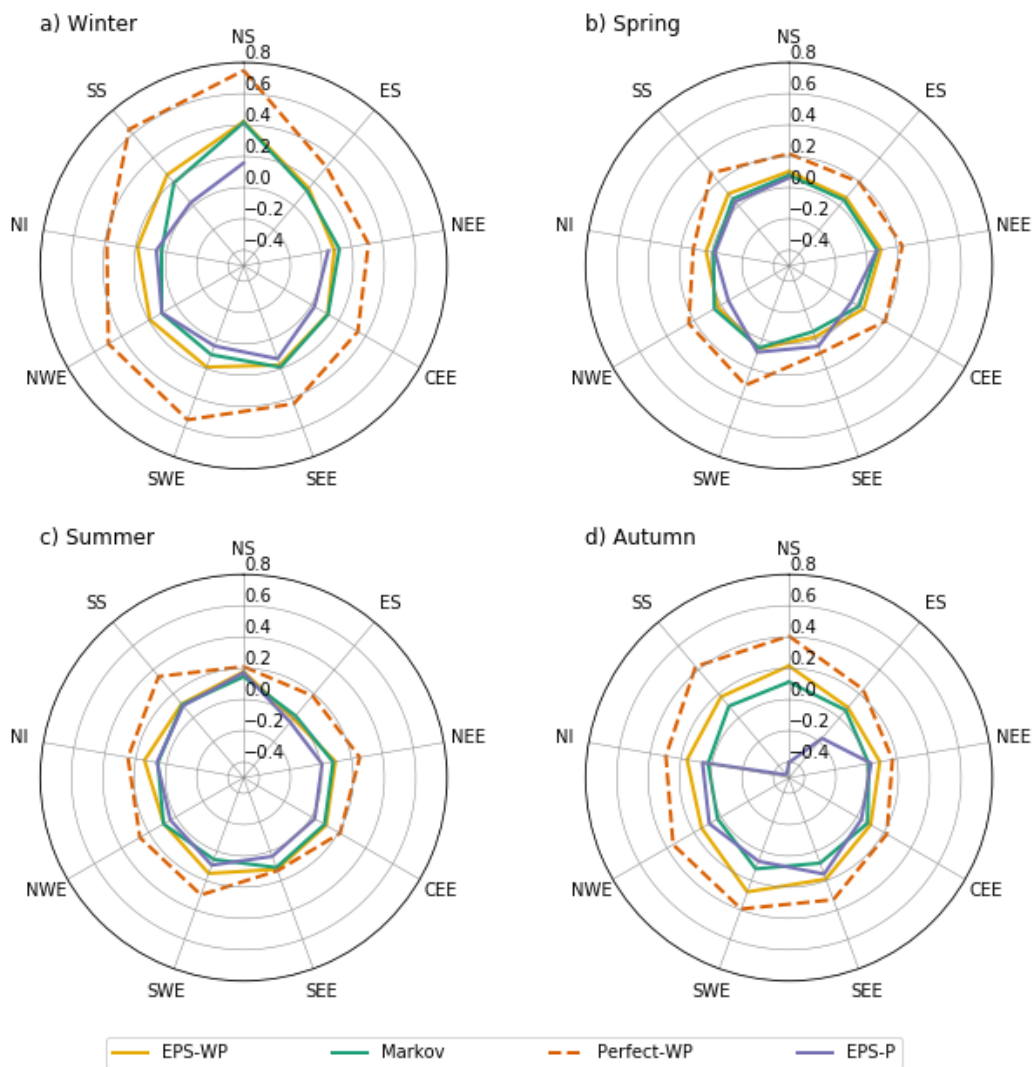 a) Winter
NS
0.8
0.6
0.4
0.2
0.0
−0.2
−0.4
ES
NEE
CEE
SEE
SWE
NWE
NI
SS
b) Spring
NS
0.8
0.6
0.4
0.2
0.0
−0.2
−0.4
ES
NEE
CEE
SEE
SWE
NWE
NI
SS
c) Summer
NS
0.8
0.6
0.4
0.2
0.0
−0.2
−0.4
ES
NEE
CEE
SEE
SWE
NWE
NI
SS
d) Autumn
NS
0.8
0.6
0.4
0.2
0.0
−0.2
−0.4
ES
NEE
CEE
SEE
SWE
NWE
NI
SS
EPS-WP Markov Perfect-WP EPS-P